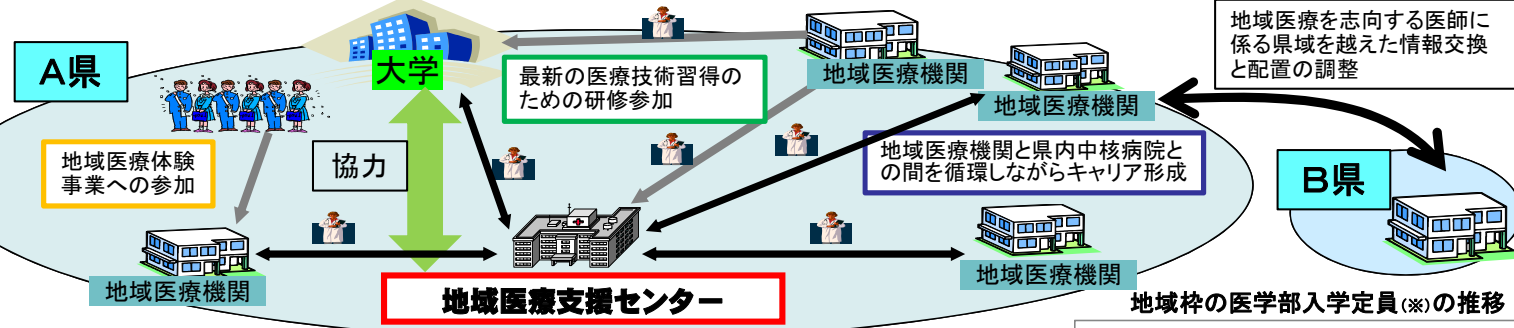 A県
大学
地域医療機関
地域医療を志向する医師に
係る県域を越えた情報交換
と配置の調整
最新の医療技術習得の
ための研修参加
地域医療機関
地域医療体験
事業への参加
協力
地域医療機関と県内中核病院と
の間を循環しながらキャリア形成
B県
地域医療機関
地域医療機関
地域医療支援センター
地域枠の医学部入学定員(※)の推移